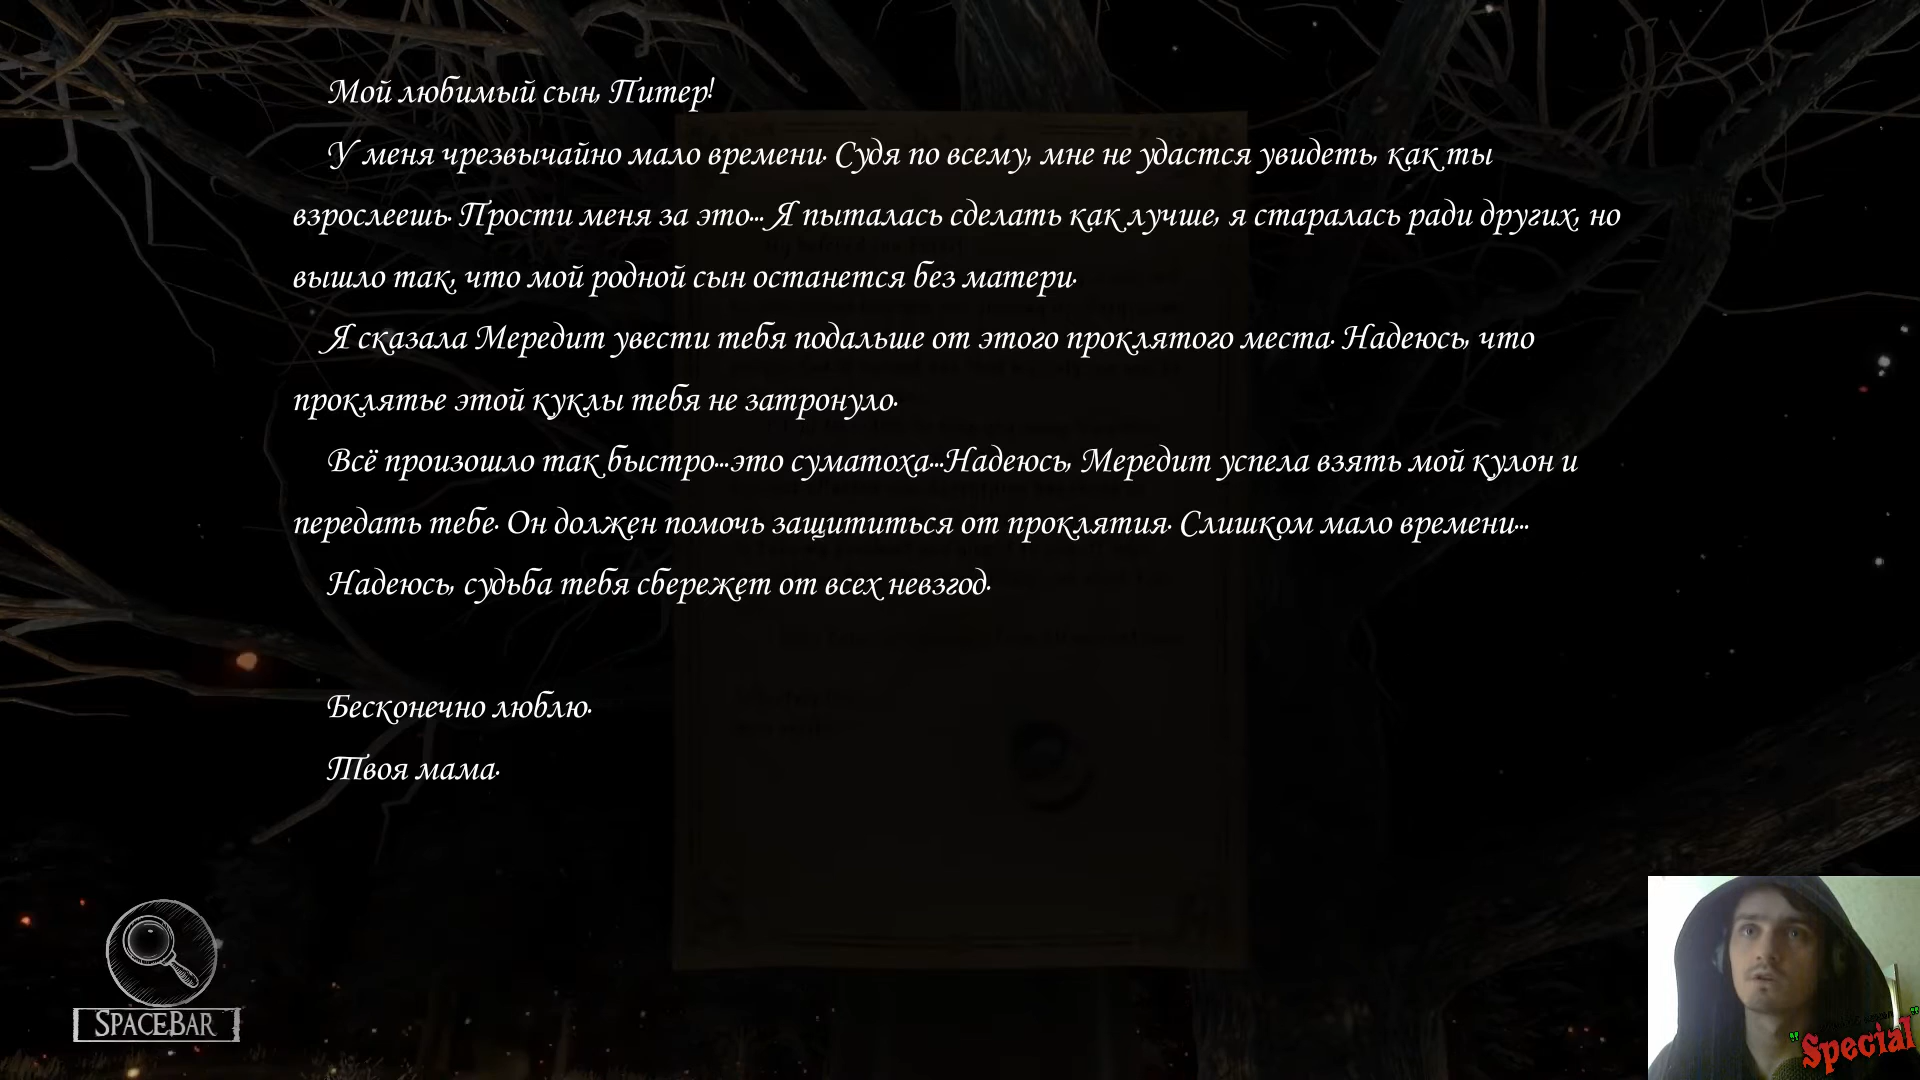 Мой любимый сын, Питер!
У меня чрезвычайно мало времени. Судя по всему, мне не удастся увидеть, как ты
взрослеешь. Прости меня за это... Я пыталась сделать как лучше, я старалась ради других, но
вышло так, что мой родной сын останется без матери.
Я сказала Мередит увести тебя подальше от этого проклятого места. Надеюсь, что
проклятье этой куклы тебя не затронуло.
Всё произошло так быстро...это суматоха...Надеюсь, Мередит успела взять мой кулон и
передать тебе. Он должен помочь защититься от проклятия. Слишком мало времени...
Надеюсь, судьба тебя сбережет от всех невзгод.
Бесконечно люблю.
Твоя мама.
SPACEBAR
"Special"